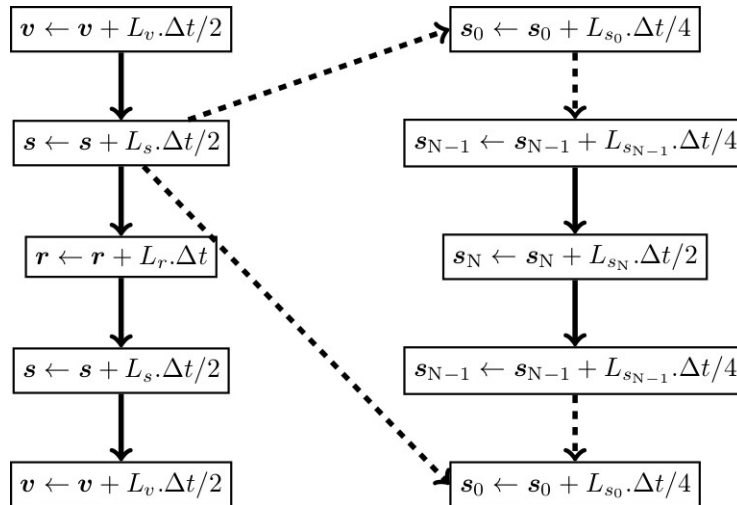 v ← v + L_v.Δt/2
s ← s + L_s.Δt/2
r ← r + L_r.Δt
s ← s + L_s.Δt/2
v ← v + L_v.Δt/2
s_0 ← s_0 + L_{s_0}.Δt/4
s_{N−1} ← s_{N−1} + L_{s_{N−1}}.Δt/4
s_N ← s_N + L_{s_N}.Δt/2
s_{N−1} ← s_{N−1} + L_{s_{N−1}}.Δt/4
s_0 ← s_0 + L_{s_0}.Δt/4